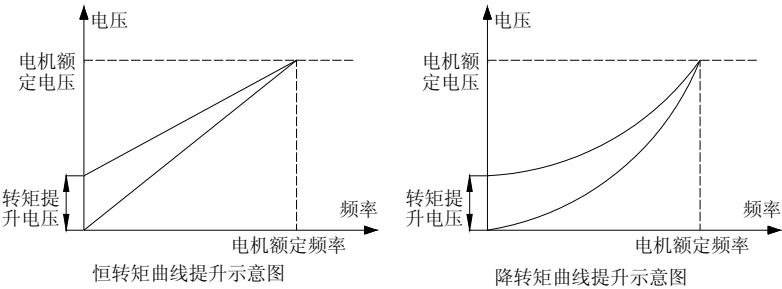 电压
电机额
定电压
转矩提
升电压
频率
电机额定频率
恒转矩曲线提升示意图
电压
电机额
定电压
转矩提
升电压
频率
电机额定频率
降转矩曲线提升示意图